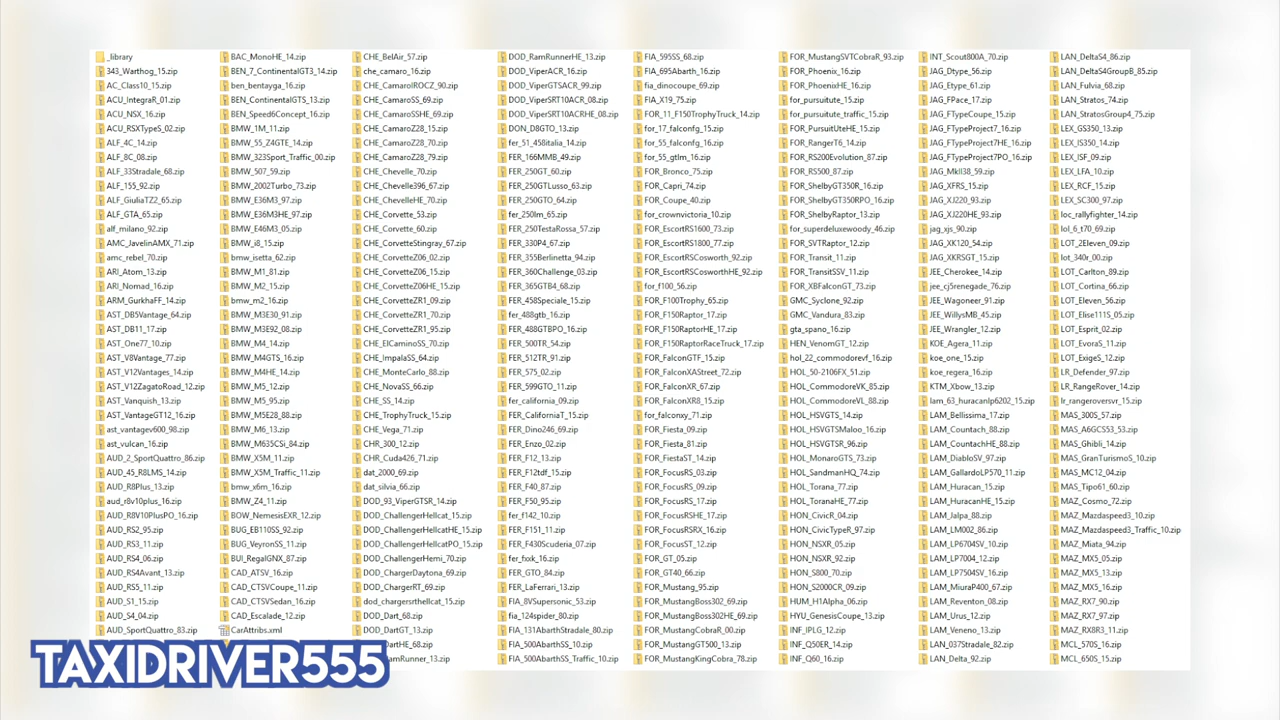 _library
343_Warthog_15.zip
AC_Class10_15.zip
ACU_IntegraR_01.zip
ACU_NSX_16.zip
ACU_RSXTypeS_02.zip
ALF_4C_14.zip
ALF_8C_08.zip
ALF_33Stradale_68.zip
ALF_155_92.zip
ALF_GiuliaTZ2_65.zip
ALF_GTA_65.zip
alf_milano_92.zip
AMC_JavelinAMX_71.zip
amc_rebel_70.zip
ARI_Atom_13.zip
ARI_Nomad_16.zip
ARM_GurkhaFF_14.zip
AST_DB5Vantage_64.zip
AST_DB11_17.zip
AST_One77_10.zip
AST_V8Vantage_77.zip
AST_V12Vantages_14.zip
AST_V12ZagatoRoad_12.zip
AST_Vanquish_13.zip
AST_VantageGT12_16.zip
ast_vantagev600_98.zip
ast_vulcan_16.zip
AUD_2_SportQuattro_86.zip
AUD_45_R8LMS_14.zip
AUD_R8Plus_13.zip
aud_r8v10plus_16.zip
AUD_R8V10PlusPO_16.zip
AUD_RS2_95.zip
AUD_RS3_11.zip
AUD_RS4_06.zip
AUD_RS4Avant_13.zip
AUD_RS5_11.zip
AUD_S1_15.zip
AUD_S4_04.zip
AUD_SportQuattro_83.zip
BAC_MonoHE_14.zip
BEN_7_ContinentalGT3_14.zip
ben_bentayga_16.zip
BEN_ContinentalGTS_13.zip
BEN_Speed6Concept_16.zip
BMW_1M_11.zip
BMW_55_Z4GTE_14.zip
BMW_323Sport_Traffic_00.zip
BMW_507_59.zip
BMW_2002Turbo_73.zip
BMW_E36M3_97.zip
BMW_E36M3HE_97.zip
BMW_E46M3_05.zip
BMW_i8_15.zip
bmw_isetta_62.zip
BMW_M1_81.zip
BMW_M2_15.zip
bmw_m2_16.zip
BMW_M3E30_91.zip
BMW_M3E92_08.zip
BMW_M4_14.zip
BMW_M4GTS_16.zip
BMW_M4HE_14.zip
BMW_M5_12.zip
BMW_M5_95.zip
BMW_M5E28_88.zip
BMW_M6_13.zip
BMW_M635CSi_84.zip
BMW_X5M_11.zip
BMW_X5M_Traffic_11.zip
bmw_x6m_16.zip
BMW_Z4_11.zip
BOW_NemesisEXR_12.zip
BUG_EB110SS_92.zip
BUG_VeyronSS_11.zip
BUI_RegalGNX_87.zip
CAD_ATSV_16.zip
CAD_CTSVCoupe_11.zip
CAD_CTSVSedan_16.zip
CAD_Escalade_12.zip
CarAttribs.xml
CHE_BelAir_57.zip
che_camaro_16.zip
CHE_CamaroIROCZ_90.zip
CHE_CamaroSS_69.zip
CHE_CamaroSSHE_69.zip
CHE_CamaroZ28_15.zip
CHE_CamaroZ28_70.zip
CHE_CamaroZ28_79.zip
CHE_Chevelle_70.zip
CHE_Chevelle396_67.zip
CHE_ChevelleHE_70.zip
CHE_Corvette_53.zip
CHE_Corvette_60.zip
CHE_CorvetteStingray_67.zip
CHE_CorvetteZ06_02.zip
CHE_CorvetteZ06_15.zip
CHE_CorvetteZ06HE_15.zip
CHE_CorvetteZR1_09.zip
CHE_CorvetteZR1_70.zip
CHE_CorvetteZR1_95.zip
CHE_ElCaminoSS_70.zip
CHE_ImpalaSS_64.zip
CHE_MonteCarlo_88.zip
CHE_NovaSS_66.zip
CHE_SS_14.zip
CHE_TrophyTruck_15.zip
CHE_Vega_71.zip
CHR_300_12.zip
CHR_Cuda426_71.zip
dat_2000_69.zip
dat_silvia_66.zip
DOD_93_ViperGTSR_14.zip
DOD_ChallengerHellcat_15.zip
DOD_ChallengerHellcatHE_15.zip
DOD_ChallengerHellcatPO_15.zip
DOD_ChallengerHemi_70.zip
DOD_ChargerDaytona_69.zip
DOD_ChargerRT_69.zip
dod_chargersrthellcat_15.zip
DOD_Dart_68.zip
DOD_DartGT_13.zip
DartHE_68.zip
RamRunner_13.zip
DOD_RamRunnerHE_13.zip
DOD_ViperACR_16.zip
DOD_ViperGTSACR_99.zip
DOD_ViperSRT10ACR_08.zip
DOD_ViperSRT10ACRHE_08.zip
DON_D8GTO_13.zip
fer_51_458italia_14.zip
FER_166MMB_49.zip
FER_250GT_60.zip
FER_250GTLusso_63.zip
FER_250GTO_64.zip
fer_250lm_65.zip
FER_250TestaRossa_57.zip
FER_330P4_67.zip
FER_355Berlinetta_94.zip
FER_360Challenge_03.zip
FER_365GTB4_68.zip
FER_458Speciale_15.zip
fer_488gtb_16.zip
FER_488GTBPO_16.zip
FER_500TR_54.zip
FER_512TR_91.zip
FER_575_02.zip
FER_599GTO_11.zip
fer_california_09.zip
FER_CaliforniaT_15.zip
FER_Dino246_69.zip
FER_Enzo_02.zip
FER_F12_13.zip
FER_F12tdf_15.zip
FER_F40_87.zip
FER_F50_95.zip
fer_f142_10.zip
FER_F151_11.zip
FER_F430Scuderia_07.zip
fer_fxxk_16.zip
FER_GTO_84.zip
FER_LaFerrari_13.zip
FIA_8VSupersonic_53.zip
fia_124spider_80.zip
FIA_131AbarthStradale_80.zip
FIA_500AbarthSS_10.zip
FIA_500AbarthSS_Traffic_10.zip
FIA_595SS_68.zip
FIA_695Abarth_16.zip
fia_dinocoupe_69.zip
FIA_X19_75.zip
FOR_11_F150TrophyTruck_14.zip
for_17_falconfg_15.zip
for_55_falconfg_16.zip
for_55_gtlm_16.zip
FOR_Bronco_75.zip
FOR_Capri_74.zip
FOR_Coupe_40.zip
for_crownvictoria_10.zip
FOR_EscortRS1600_73.zip
FOR_EscortRS1800_77.zip
FOR_EscortRSCosworth_92.zip
FOR_EscortRSCosworthHE_92.zip
for_f100_56.zip
FOR_F100Trophy_65.zip
FOR_F150Raptor_17.zip
FOR_F150RaptorHE_17.zip
FOR_F150RaptorRaceTruck_17.zip
FOR_FalconGTF_15.zip
FOR_FalconXAStreet_72.zip
FOR_FalconXR_67.zip
FOR_FalconXR8_15.zip
for_falconxy_71.zip
FOR_Fiesta_09.zip
FOR_Fiesta_81.zip
FOR_FiestaST_14.zip
FOR_FocusRS_03.zip
FOR_FocusRS_09.zip
FOR_FocusRS_17.zip
FOR_FocusRSHE_17.zip
FOR_FocusRSRX_16.zip
FOR_FocusST_12.zip
FOR_GT_05.zip
FOR_GT40_66.zip
FOR_Mustang_95.zip
FOR_MustangBoss302_69.zip
FOR_MustangBoss302HE_69.zip
FOR_MustangCobraR_00.zip
FOR_MustangGT500_13.zip
FOR_MustangKingCobra_78.zip
FOR_MustangSVTCobraR_93.zip
FOR_Phoenix_16.zip
FOR_PhoenixHE_16.zip
for_pursuitute_15.zip
for_pursuitute_traffic_15.zip
FOR_PursuitUteHE_15.zip
FOR_RangerT6_14.zip
FOR_RS200Evolution_87.zip
FOR_RS500_87.zip
FOR_ShelbyGT350R_16.zip
FOR_ShelbyGT350RPO_16.zip
FOR_ShelbyRaptor_13.zip
for_superdeluxewoody_46.zip
FOR_SVTRaptor_12.zip
FOR_Transit_11.zip
FOR_TransitSSV_11.zip
FOR_XBFalconGT_73.zip
GMC_Syclone_92.zip
GMC_Vandura_83.zip
gta_spano_16.zip
HEN_VenomGT_12.zip
hol_22_commodorevf_16.zip
HOL_50-2106FX_51.zip
HOL_CommodoreVK_85.zip
HOL_CommodoreVL_88.zip
HOL_HSVGTS_14.zip
HOL_HSVGTSMaloo_16.zip
HOL_HSVGTSR_96.zip
HOL_MonaroGTS_73.zip
HOL_SandmanHQ_74.zip
HOL_Torana_77.zip
HOL_ToranaHE_77.zip
HON_CivicR_04.zip
HON_CivicTypeR_97.zip
HON_NSXR_05.zip
HON_NSXR_92.zip
HON_S800_70.zip
HON_S2000CR_09.zip
HUM_H1Alpha_06.zip
HYU_GenesisCoupe_13.zip
INF_IPLG_12.zip
INF_Q50ER_14.zip
INF_Q60_16.zip
INT_Scout800A_70.zip
JAG_Dtype_56.zip
JAG_Etype_61.zip
JAG_FPace_17.zip
JAG_FTypeCoupe_15.zip
JAG_FTypeProject7_16.zip
JAG_FTypeProject7HE_16.zip
JAG_FTypeProject7PO_16.zip
JAG_MkII38_59.zip
JAG_XFRS_15.zip
JAG_XJ220_93.zip
JAG_XJ220HE_93.zip
jag_xjs_90.zip
JAG_XK120_54.zip
JAG_XKRSGT_15.zip
JEE_Cherokee_14.zip
jee_cj5renegade_76.zip
JEE_Wagoneer_91.zip
JEE_WillysMB_45.zip
JEE_Wrangler_12.zip
KOE_Agera_11.zip
koe_one_15.zip
koe_regera_16.zip
KTM_Xbow_13.zip
lam_63_huracanlp6202_15.zip
LAM_Bellissima_17.zip
LAM_Countach_88.zip
LAM_CountachHE_88.zip
LAM_DiabloSV_97.zip
LAM_GallardoLP570_11.zip
LAM_Huracan_15.zip
LAM_HuracanHE_15.zip
LAM_Jalpa_88.zip
LAM_LM002_86.zip
LAM_LP6704SV_10.zip
LAM_LP7004_12.zip
LAM_LP7504SV_16.zip
LAM_MiuraP400_67.zip
LAM_Reventon_08.zip
LAM_Urus_12.zip
LAM_Veneno_13.zip
LAN_037Stradale_82.zip
LAN_Delta_92.zip
LAN_DeltaS4_86.zip
LAN_DeltaS4GroupB_85.zip
LAN_Fulvia_68.zip
LAN_Stratos_74.zip
LAN_StratosGroup4_75.zip
LEX_GS350_13.zip
LEX_IS350_14.zip
LEX_ISF_09.zip
LEX_LFA_10.zip
LEX_RCF_15.zip
LEX_SC300_97.zip
loc_rallyfighter_14.zip
lol_6_t70_69.zip
LOT_2Eleven_09.zip
lot_340r_00.zip
LOT_Carlton_89.zip
LOT_Cortina_66.zip
LOT_Eleven_56.zip
LOT_Elise111S_05.zip
LOT_Esprit_02.zip
LOT_EvoraS_11.zip
LOT_ExigeS_12.zip
LR_Defender_97.zip
LR_RangeRover_14.zip
lr_rangeroversvr_15.zip
MAS_300S_57.zip
MAS_A6GCS53_53.zip
MAS_Ghibli_14.zip
MAS_GranTurismoS_10.zip
MAS_MC12_04.zip
MAS_Tipo61_60.zip
MAZ_Cosmo_72.zip
MAZ_Mazdaspeed3_10.zip
MAZ_Mazdaspeed3_Traffic_10.zip
MAZ_Miata_94.zip
MAZ_MX5_05.zip
MAZ_MX5_13.zip
MAZ_MX5_16.zip
MAZ_RX7_90.zip
MAZ_RX7_97.zip
MAZ_RX8R3_11.zip
MCL_570S_16.zip
MCL_650S_15.zip
TAXIDRIVER555